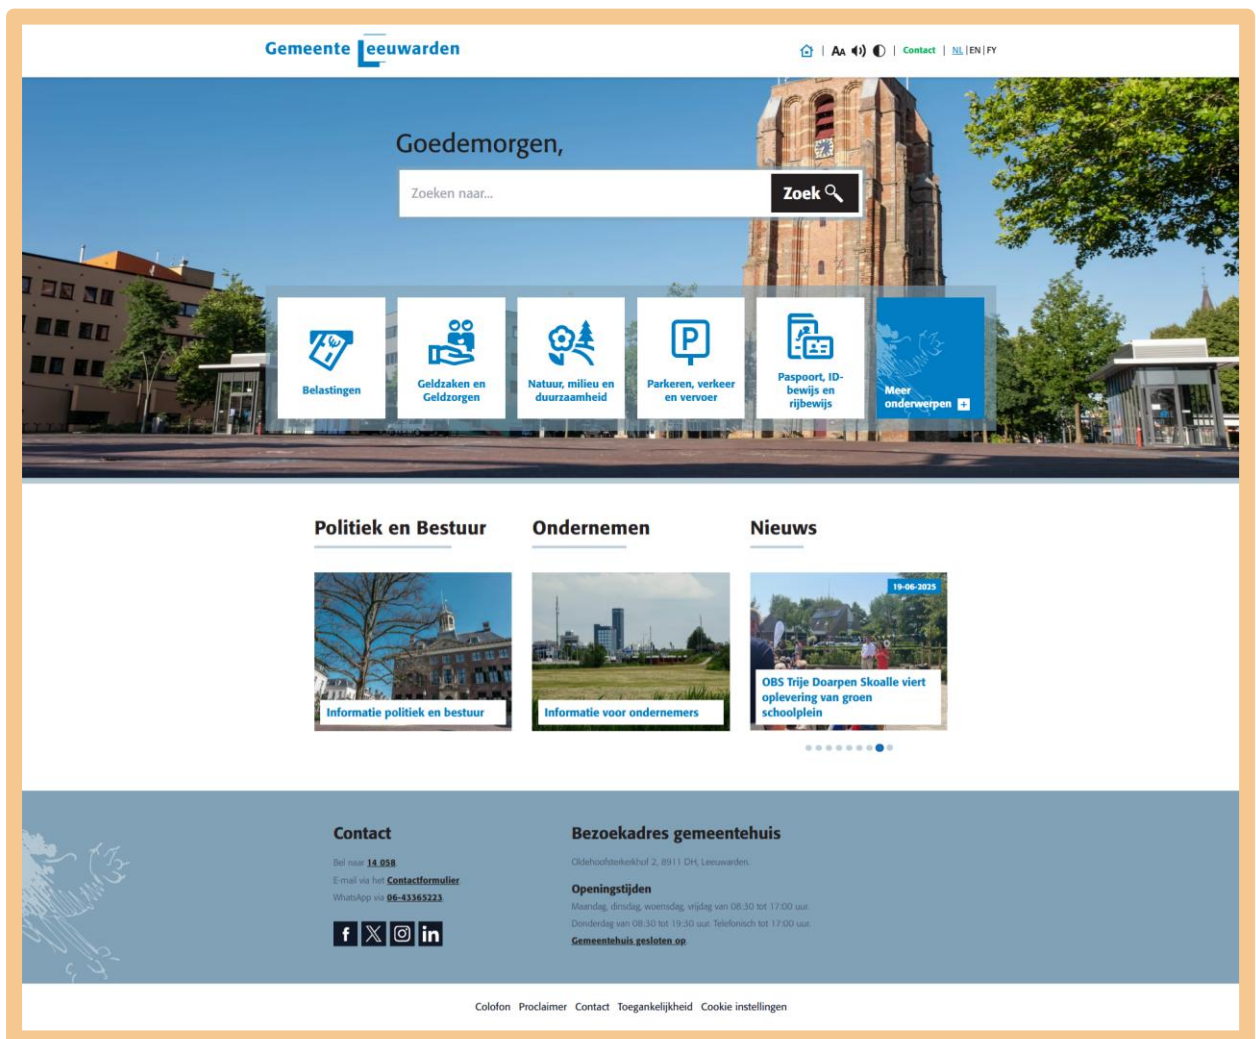 Gemeente Leeuwarden
AA | Contact | NL | EN | FY
Goedemorgen,
Zoeken naar...
Zoek
Belastingen
Geldzaken en
Geldzorgen
Natuur, milieu en
duurzaamheid
Parkeren, verkeer
en vervoer
Paspoort, ID-
bewijs en
rijbewijs
Meer
onderwerpen +
Politiek en Bestuur
Informatie politiek en bestuur
Ondernemen
Informatie voor ondernemers
Nieuws
19-06-2025
OBS Trije Doarpen Skoalle viert
oplevering van groen
schoolplein
Contact
Bel naar 14 058.
E-mail via het Contactformulier.
WhatsApp via 06-43365223.
Bezoekadres gemeentehuis
Oldehoofsterkerkhof 2, 8911 DH, Leeuwarden.
Openingstijden
Maandag, dinsdag, woensdag, vrijdag van 08:30 tot 17:00 uur.
Donderdag van 08:30 tot 19:30 uur. Telefonisch tot 17:00 uur.
Gemeentehuis gesloten op.
Colofon Proclaimer Contact Toegankelijkheid Cookie instellingen